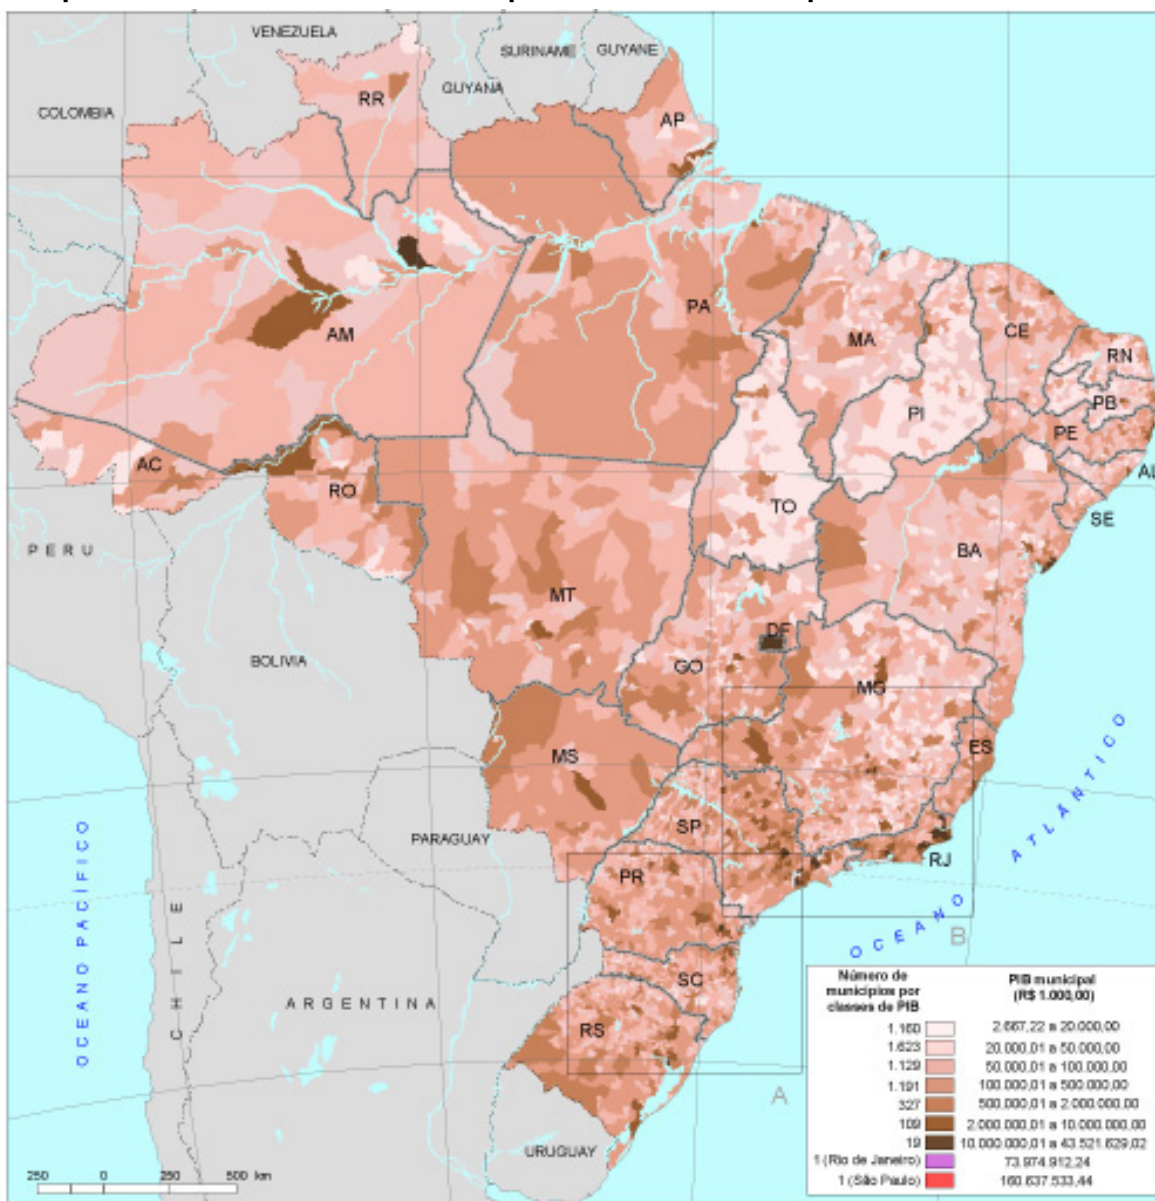 VENEZUELA
SURINAME
GUYANE
GUYANA
COLOMBIA
RR
AP
AM
PA
MA
CE
RN
PB
PI
PE
AL
SE
AC
RO
TO
BA
PERU
MT
DF
GO
MG
BOLIVIA
ES
MS
SP
RJ
PARAGUAY
PR
SC
RS
CHILE
ARGENTINA
URUGUAY
OCEANO PACÍFICO
OCEANO ATLÂNTICO
B
A
Número de
municípios por
classes de PIB
PIB municipal
(R$ 1.000,00)
1.160 2.667,22 a 20.000,00
1.623 20.000,01 a 50.000,00
1.129 50.000,01 a 100.000,00
1.191 100.000,01 a 500.000,00
327 500.000,01 a 2.000.000,00
109 2.000.000,01 a 10.000.000,00
19 10.000.000,01 a 43.521.629,02
1 (Rio de Janeiro) 73.974.912,24
1 (São Paulo) 160.637.533,44
250 0 250 500 km